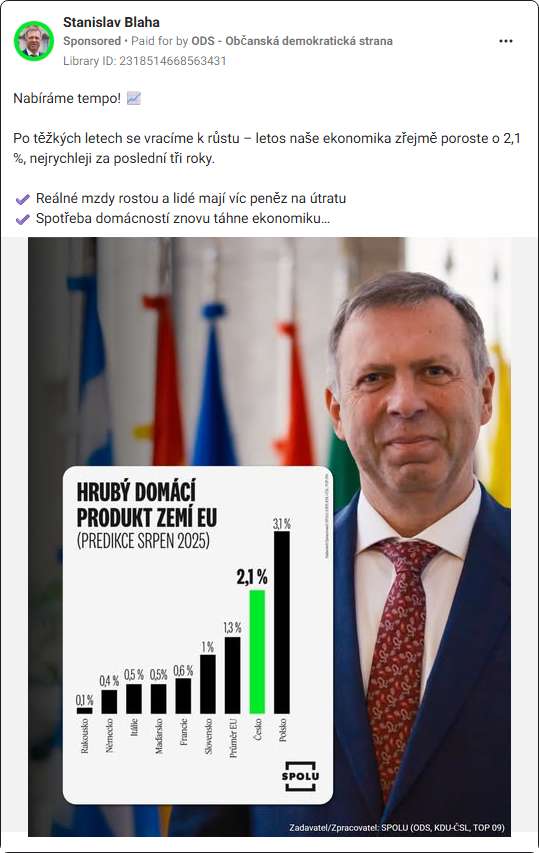 Stanislav Blaha
Sponsored • Paid for by ODS - Občanská demokratická strana
Library ID: 2318514668563431
Nabíráme tempo! 📈
Po těžkých letech se vracíme k růstu – letos naše ekonomika zřejmě poroste o 2,1
%, nejrychleji za poslední tři roky.
✔ Reálné mzdy rostou a lidé mají víc peněz na útratu
✔ Spotřeba domácností znovu táhne ekonomiku...
HRUBÝ DOMÁCÍ
PRODUKT ZEMÍ EU
(PREDIKCE SRPEN 2025)
0,1 %
0,4 %
0,5 %
0,5%
0,6 %
1 %
1,3 %
2,1 %
3,1 %
Rakousko
Německo
Itálie
Maďarsko
Francie
Slovensko
Průměr EU
Česko
Polsko
SPOLU
Zadavatel/Zpracovatel: SPOLU (ODS, KDU-ČSL, TOP 09)